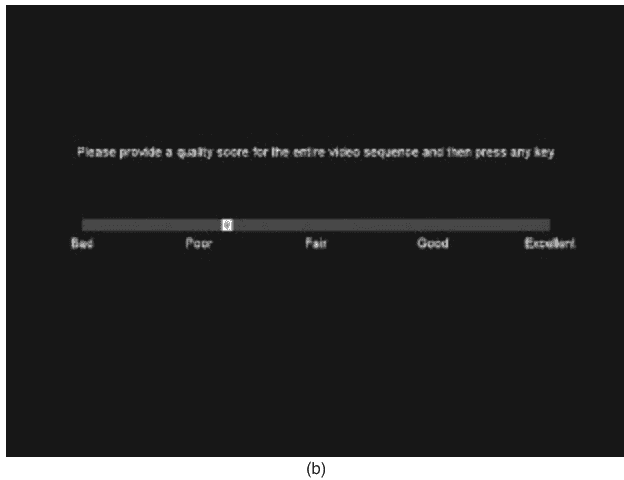 Please provide a quality score for the entire video sequence and then press any key
Bad Poor Fair Good Excellent
(b)